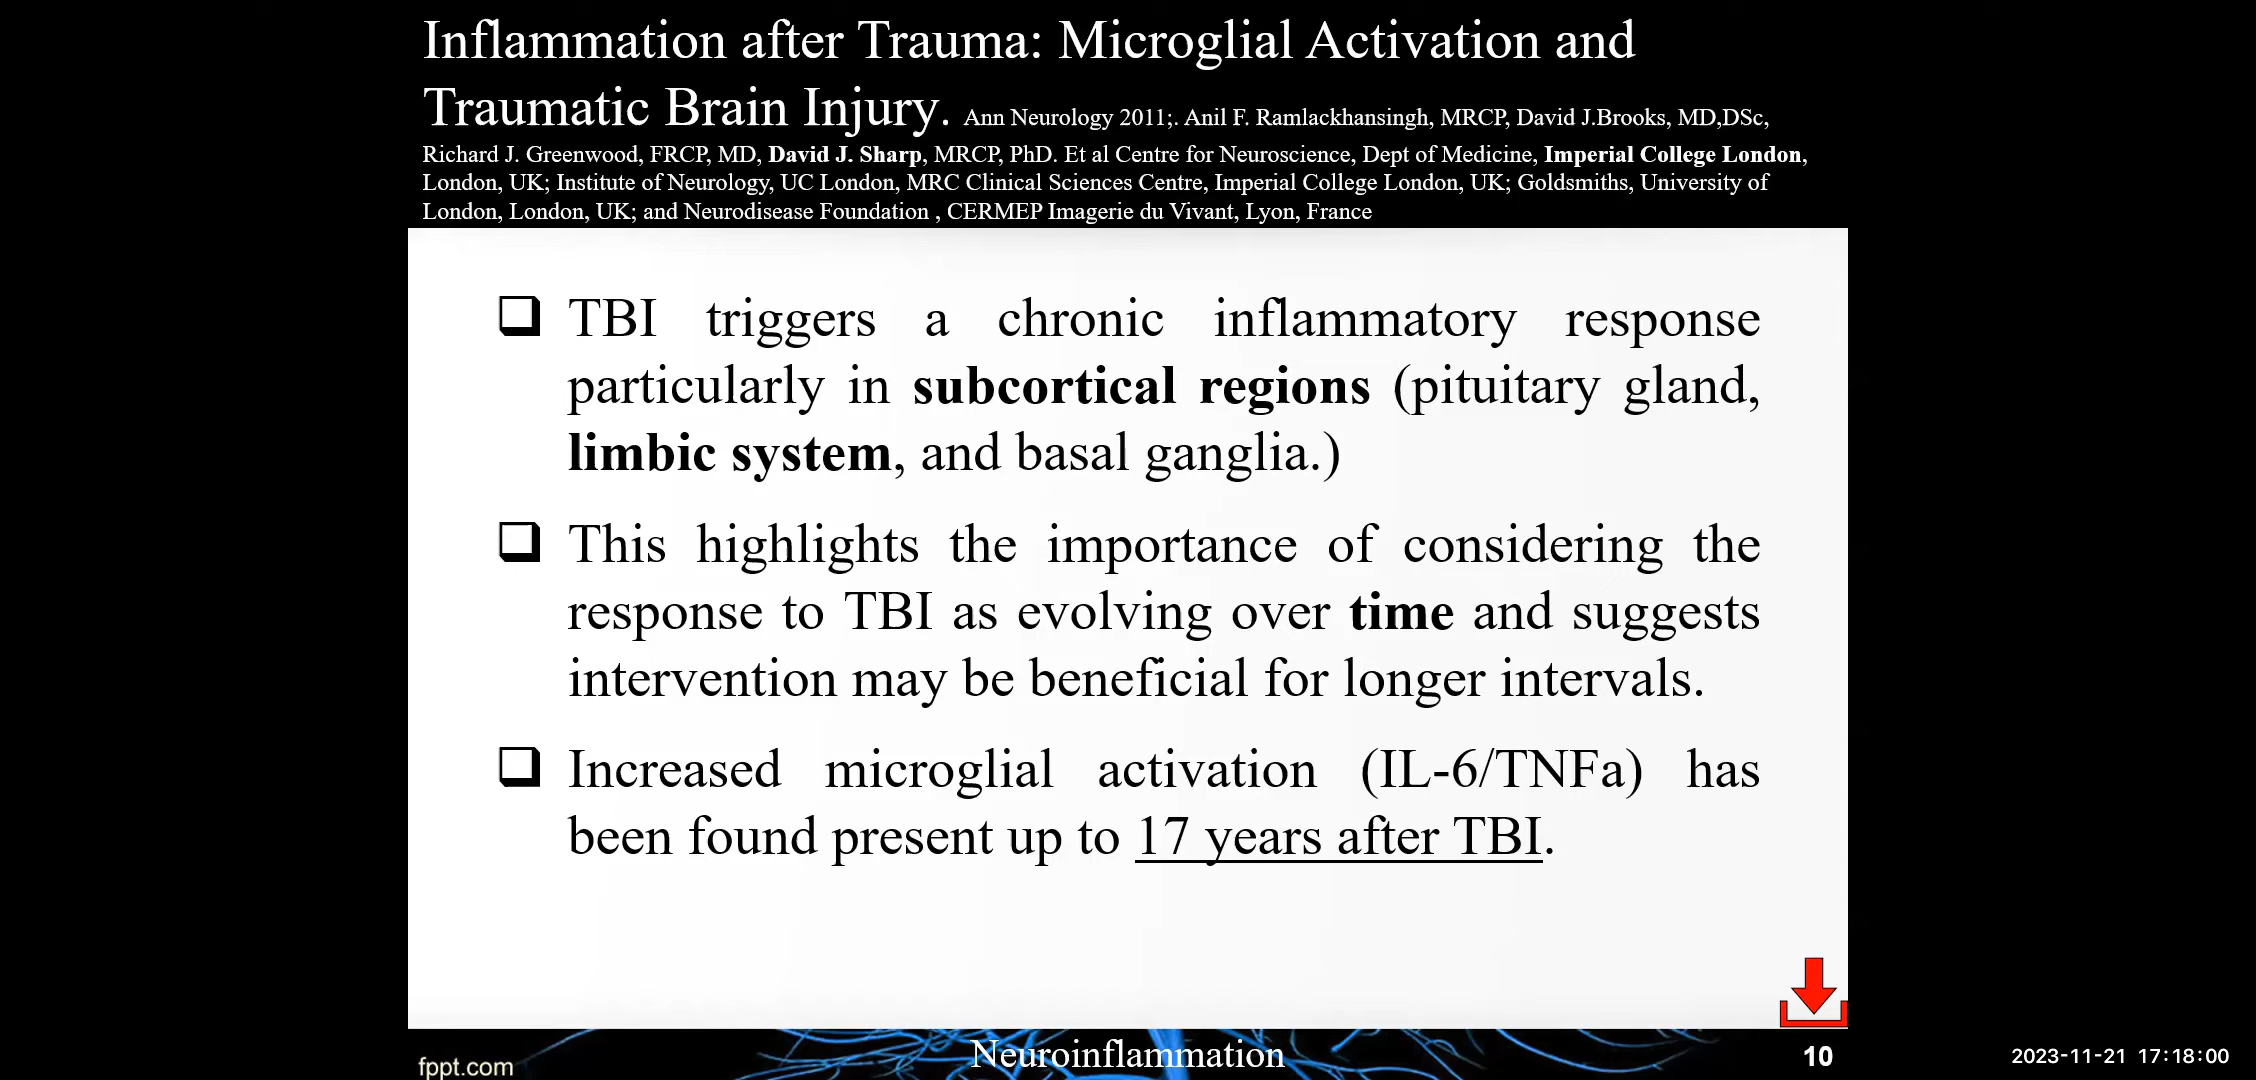 Inflammation after Trauma: Microglial Activation and
Traumatic Brain Injury. Ann Neurology 2011;. Anil F. Ramlackhansingh, MRCP, David J.Brooks, MD,DSc,
Richard J. Greenwood, FRCP, MD, David J. Sharp, MRCP, PhD. Et al Centre for Neuroscience, Dept of Medicine, Imperial College London,
London, UK; Institute of Neurology, UC London, MRC Clinical Sciences Centre, Imperial College London, UK; Goldsmiths, University of
London, London, UK; and Neurodisease Foundation , CERMEP Imagerie du Vivant, Lyon, France
TBI triggers a chronic inflammatory response
particularly in subcortical regions (pituitary gland,
limbic system, and basal ganglia.)
This highlights the importance of considering the
response to TBI as evolving over time and suggests
intervention may be beneficial for longer intervals.
Increased microglial activation (IL-6/TNFa) has
been found present up to 17 years after TBI.
fppt.com
Neuroinflammation
10
2023-11-21 17:18:00